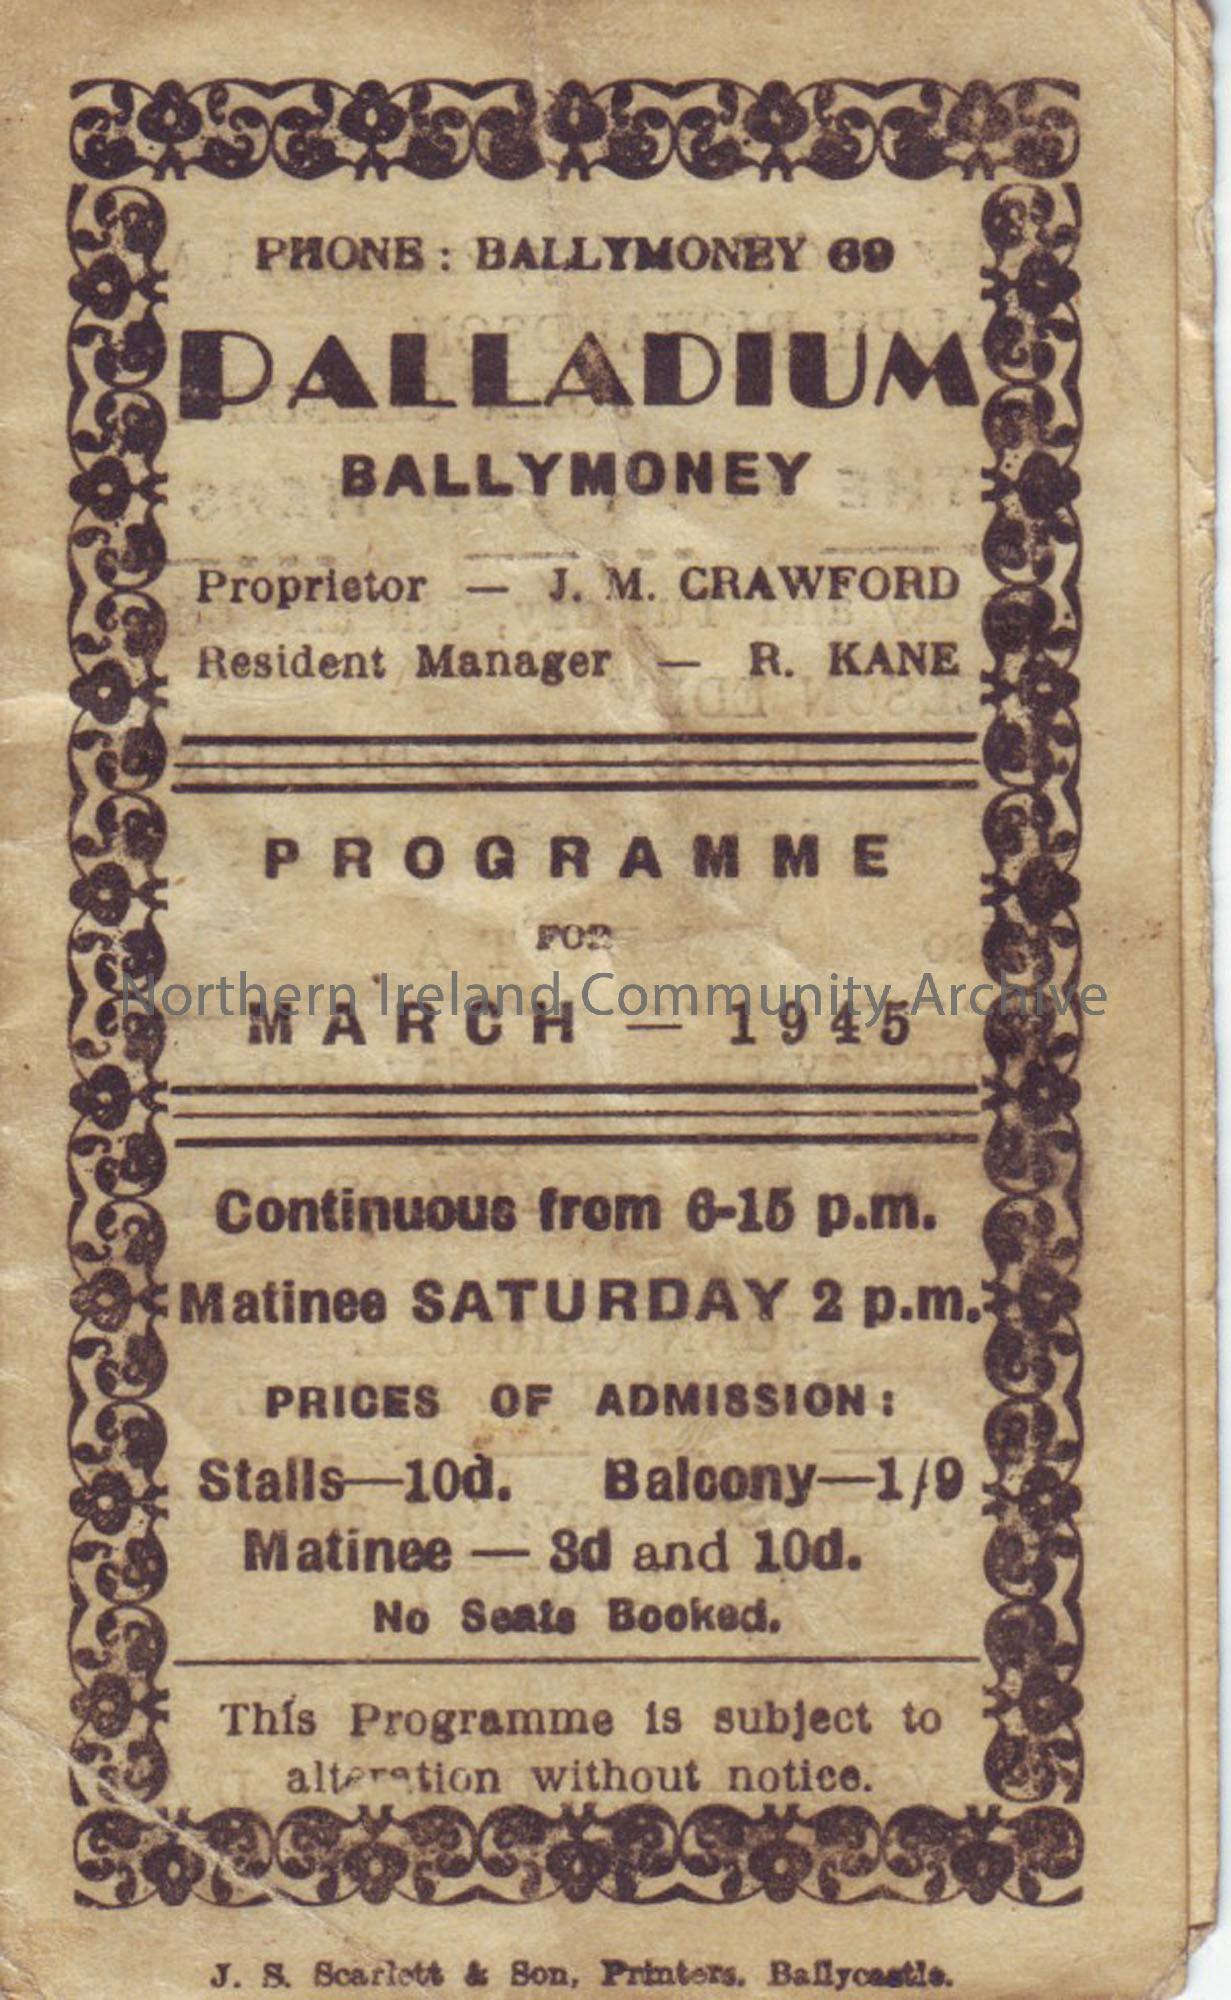 PHONE : BALLYMONEY 69
PALLADIUM
BALLYMONEY
Proprietor — J. M. CRAWFORD
Resident Manager — R. KANE
PROGRAMME
FOR
Northern Ireland Community Archive
MARCH — 1945
Continuous from 6-15 p.m.
Matinee SATURDAY 2 p.m.
PRICES OF ADMISSION :
Stalls—10d. Balcony—1/9
Matinee — 3d and 10d.
No Seats Booked.
This Programme is subject to
alteration without notice.
J. S. Scarlett & Son, Printers, Ballycastle.